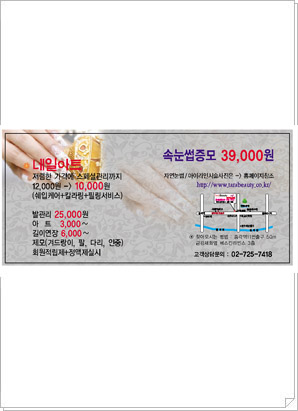 네일아트
저렴한 가격에 스페셜관리까지
12,000원 -> 10,000원
(쉐입케어+칼라링+필링서비스)
발관리 25,000원
아 트 3,000~
길이연장 6,000~
제모(겨드랑이, 팔, 다리, 인중)
회원적립제+정액제실시
속눈썹증모 39,000원
http://www.tarabeauty.co.kr/
고객상담문의 : 02-725-7418